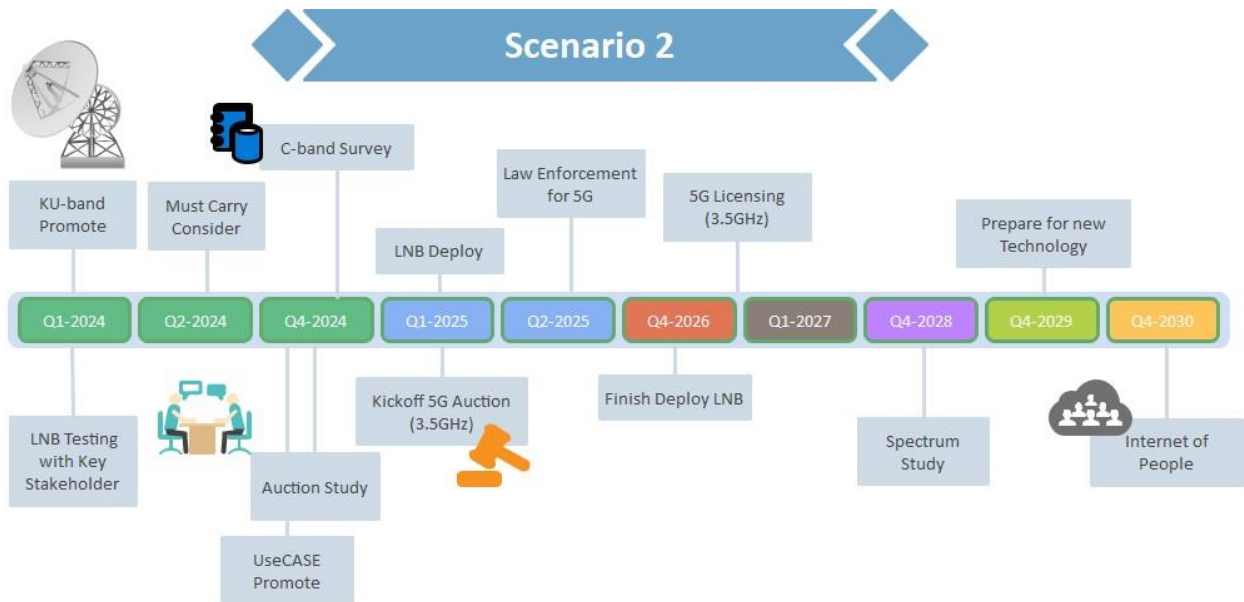 Scenario 2
C-band Survey
KU-band
Promote
Must Carry
Consider
Law Enforcement
for 5G
5G Licensing
(3.5GHz)
LNB Deploy
Prepare for new
Technology
Q1-2024
Q2-2024
Q4-2024
Q1-2025
Q2-2025
Q4-2026
Q1-2027
Q4-2028
Q4-2029
Q4-2030
LNB Testing
with Key
Stakeholder
Kickoff 5G Auction
(3.5GHz)
Finish Deploy LNB
Auction Study
Spectrum
Study
Internet of
People
UseCASE
Promote